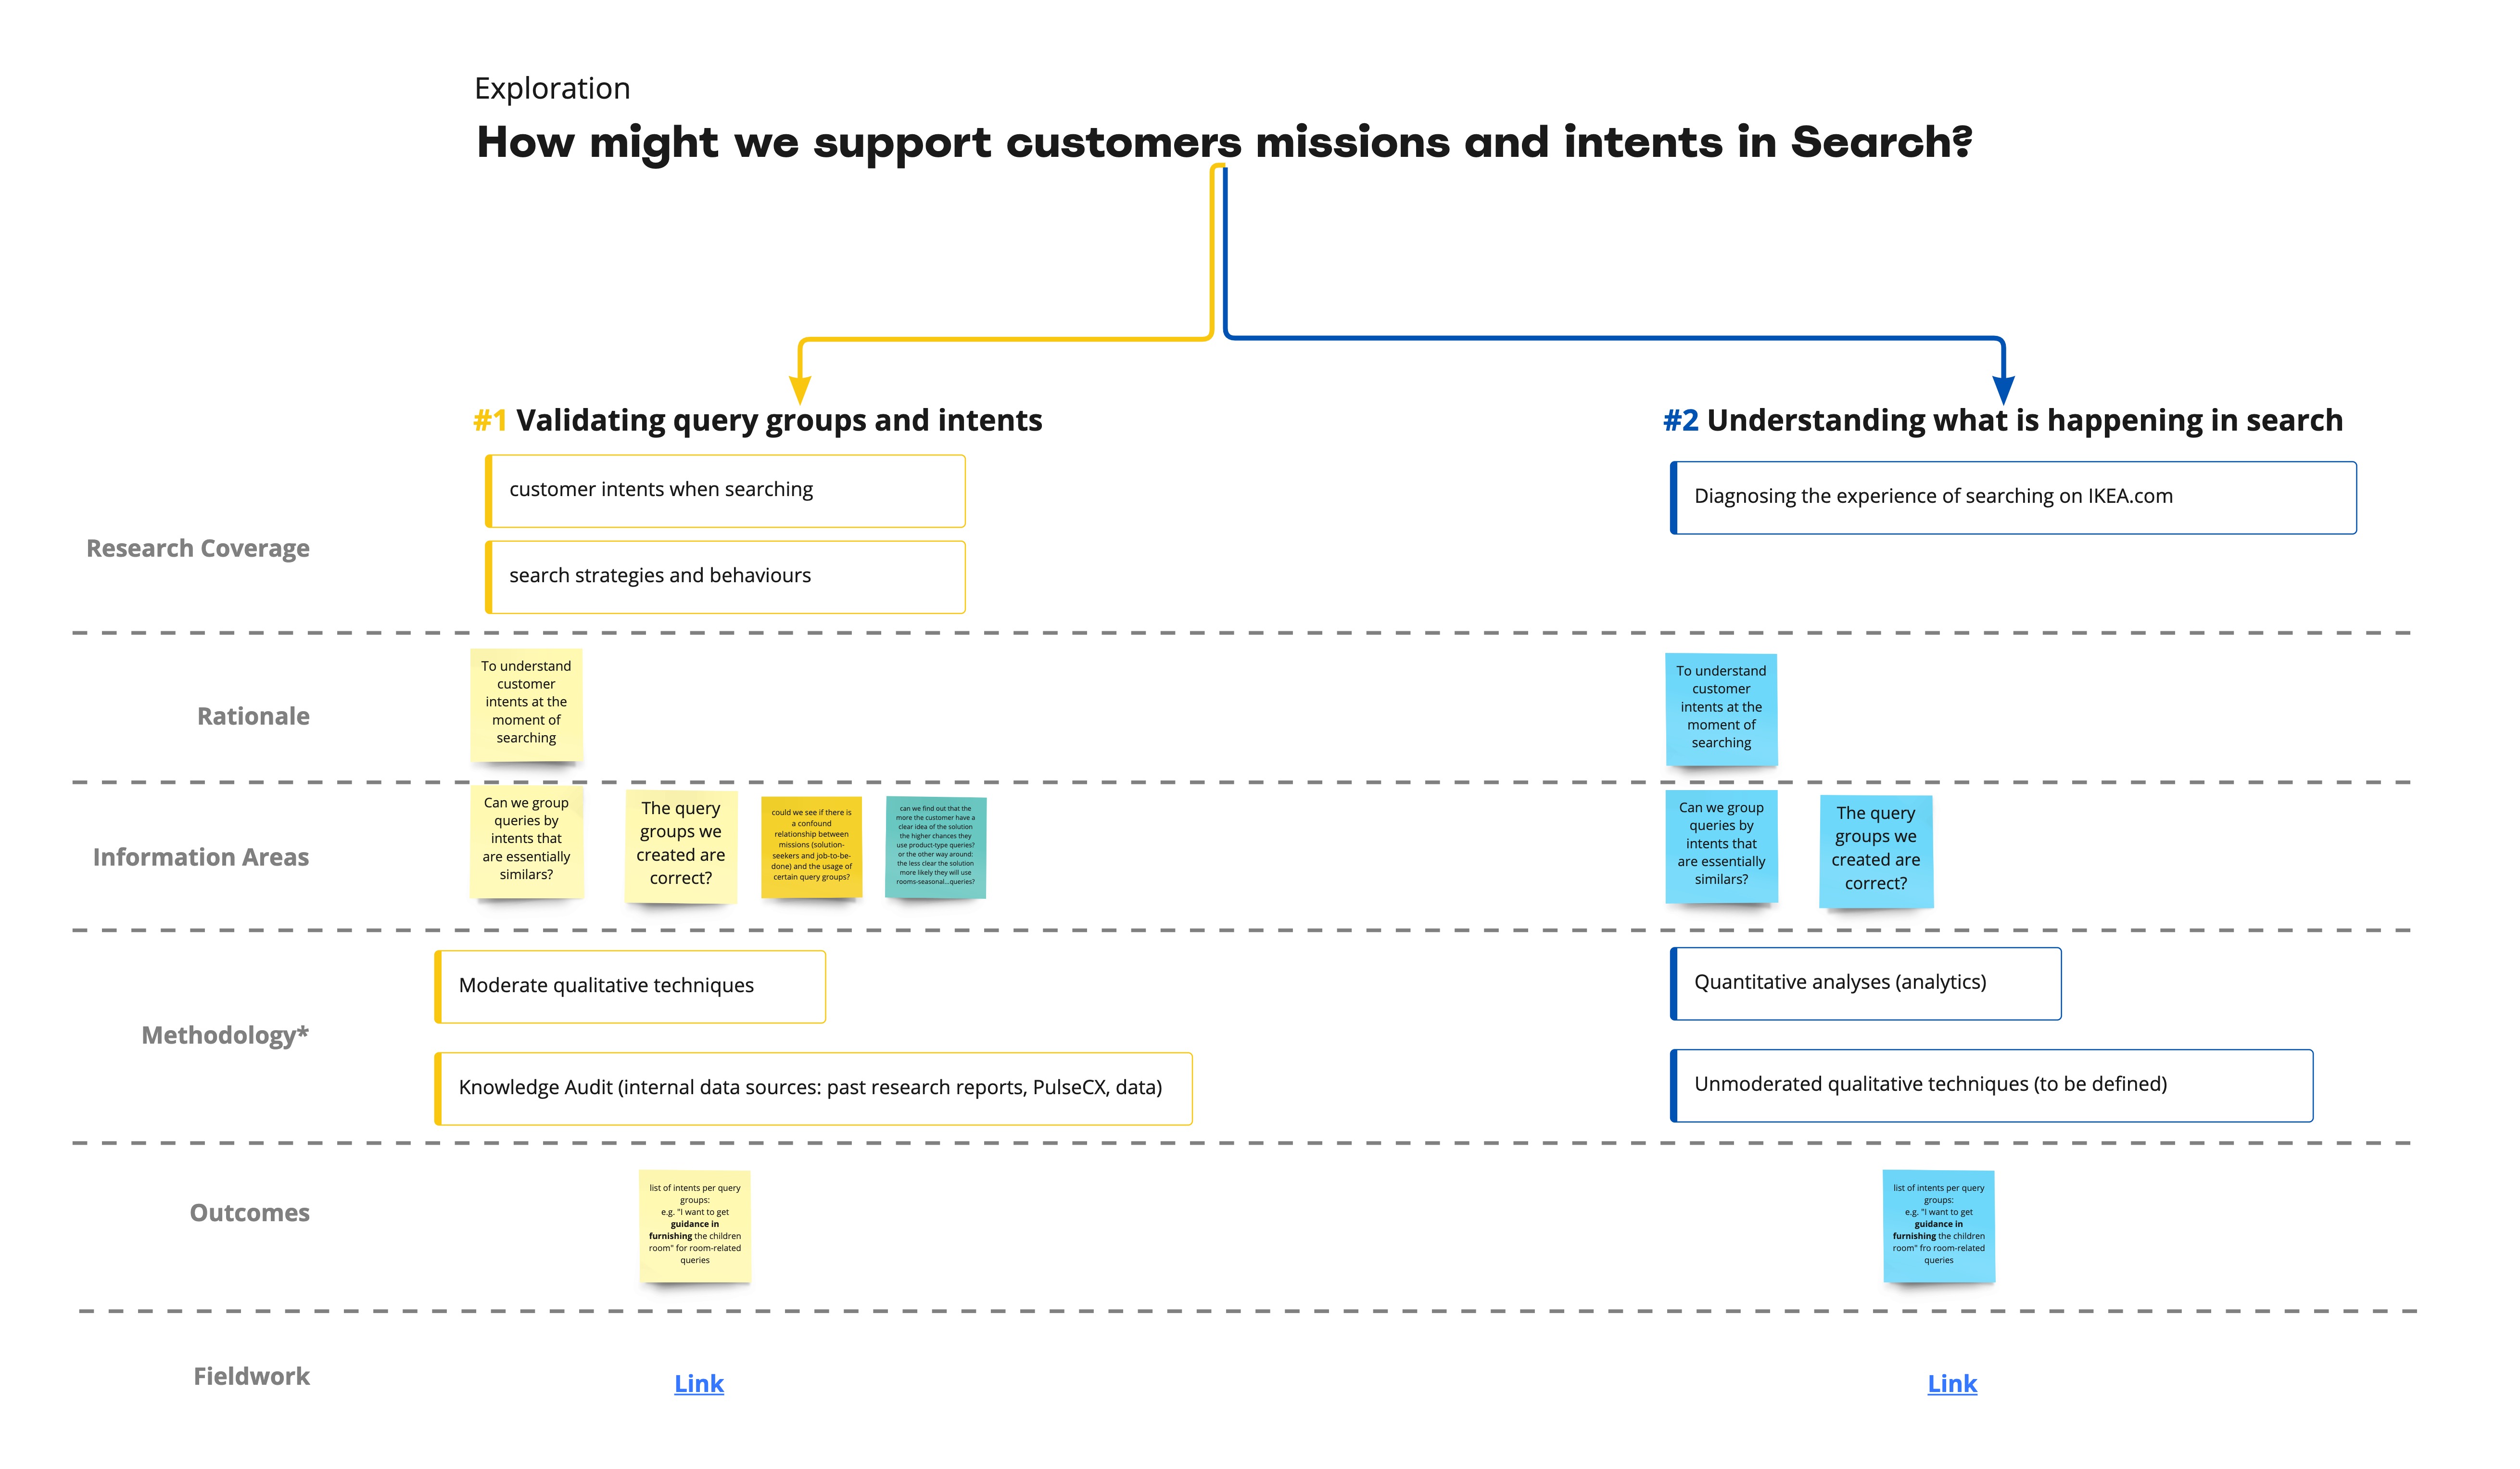 Exploration
How might we support customers missions and intents in Search?
#1 Validating query groups and intents
#2 Understanding what is happening in search
Research Coverage
customer intents when searching
search strategies and behaviours
Diagnosing the experience of searching on IKEA.com
Rationale
To understand
customer
intents at the
moment of
searching
To understand
customer
intents at the
moment of
searching
Information Areas
Can we group
queries by
intents that
are essentially
similars?
The query
groups we
created are
correct?
could we see if there is
a confound
relationship between
missions (solution-
seekers and job-to-be-
done) and the usage of
certain query groups?
can we find out that the
more the customer have a
clear idea of the solution
the higher chances they
use product-type queries?
or the other way around:
the less clear the solution
more likely they will use
rooms-seasonal...queries?
Can we group
queries by
intents that
are essentially
similars?
The query
groups we
created are
correct?
Methodology*
Moderate qualitative techniques
Knowledge Audit (internal data sources: past research reports, PulseCX, data)
Quantitative analyses (analytics)
Unmoderated qualitative techniques (to be defined)
Outcomes
list of intents per query
groups:
e.g. "I want to get
guidance in
furnishing the children
room" for room-related
queries
list of intents per query
groups:
e.g. "I want to get
guidance in
furnishing the children
room" fro room-related
queries
Fieldwork
Link
Link